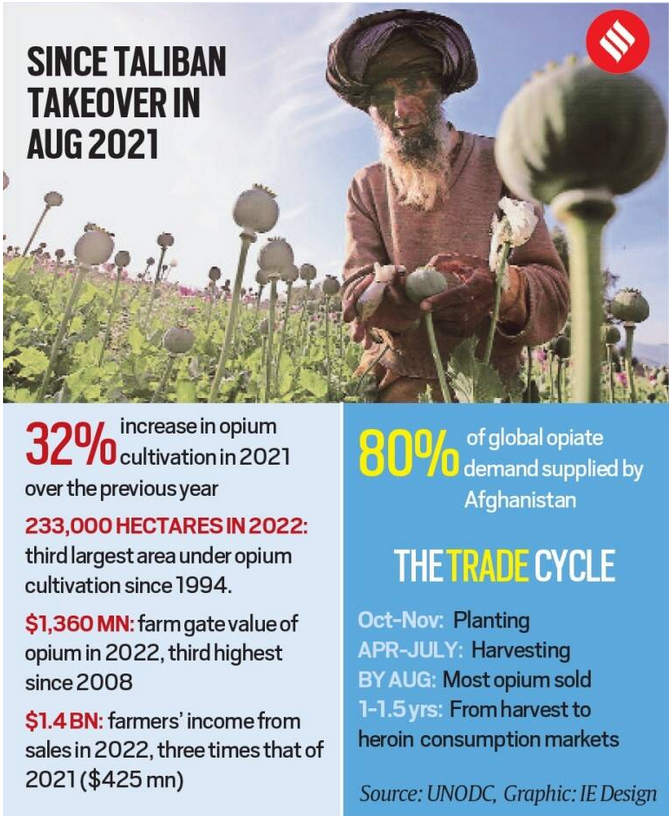 SINCE TALIBAN
TAKEOVER IN
AUG 2021
32% increase in opium
cultivation in 2021
over the previous year
233,000 HECTARES IN 2022:
third largest area under opium
cultivation since 1994.
$1,360 MN: farm gate value of
opium in 2022, third highest
since 2008
$1.4 BN: farmers' income from
sales in 2022, three times that of
2021 ($425 mn)
80% of global opiate
demand supplied by
Afghanistan
THE TRADE CYCLE
Oct-Nov: Planting
APR-JULY: Harvesting
BY AUG: Most opium sold
1-1.5 yrs: From harvest to
heroin consumption markets
Source: UNODC, Graphic: IE Design